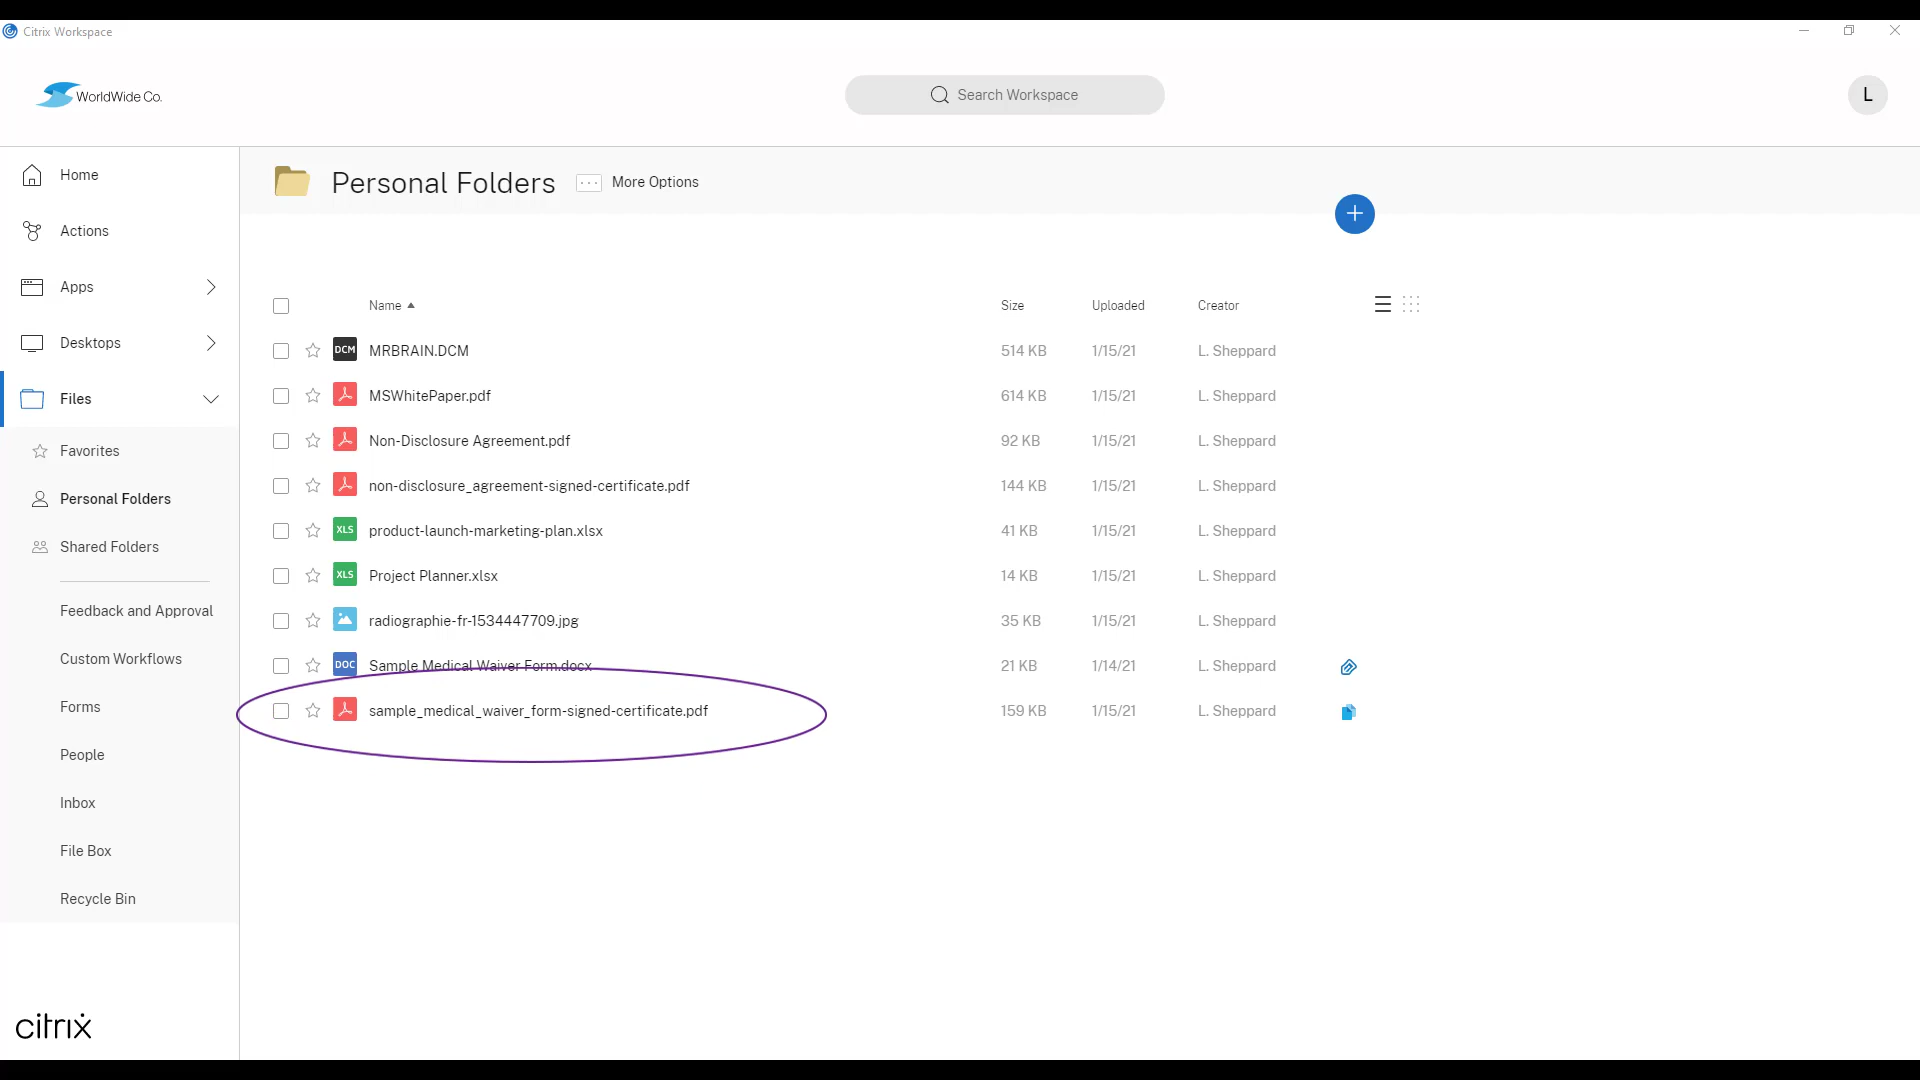 Citrix Workspace
WorldWide Co.
Search Workspace
L
Home
Actions
Apps
Desktops
Files
Favorites
Personal Folders
Shared Folders
Feedback and Approval
Custom Workflows
Forms
People
Inbox
File Box
Recycle Bin
citrix
Personal Folders ··· More Options
+
Name Size Uploaded Creator
DCM MRBRAIN.DCM 514 KB 1/15/21 L. Sheppard
MSWhitePaper.pdf 614 KB 1/15/21 L. Sheppard
Non-Disclosure Agreement.pdf 92 KB 1/15/21 L. Sheppard
non-disclosure_agreement-signed-certificate.pdf 144 KB 1/15/21 L. Sheppard
XLS product-launch-marketing-plan.xlsx 41 KB 1/15/21 L. Sheppard
XLS Project Planner.xlsx 14 KB 1/15/21 L. Sheppard
radiographie-fr-1534447709.jpg 35 KB 1/15/21 L. Sheppard
DOC Sample Medical Waiver Form.docx 21 KB 1/14/21 L. Sheppard
sample_medical_waiver_form-signed-certificate.pdf 159 KB 1/15/21 L. Sheppard